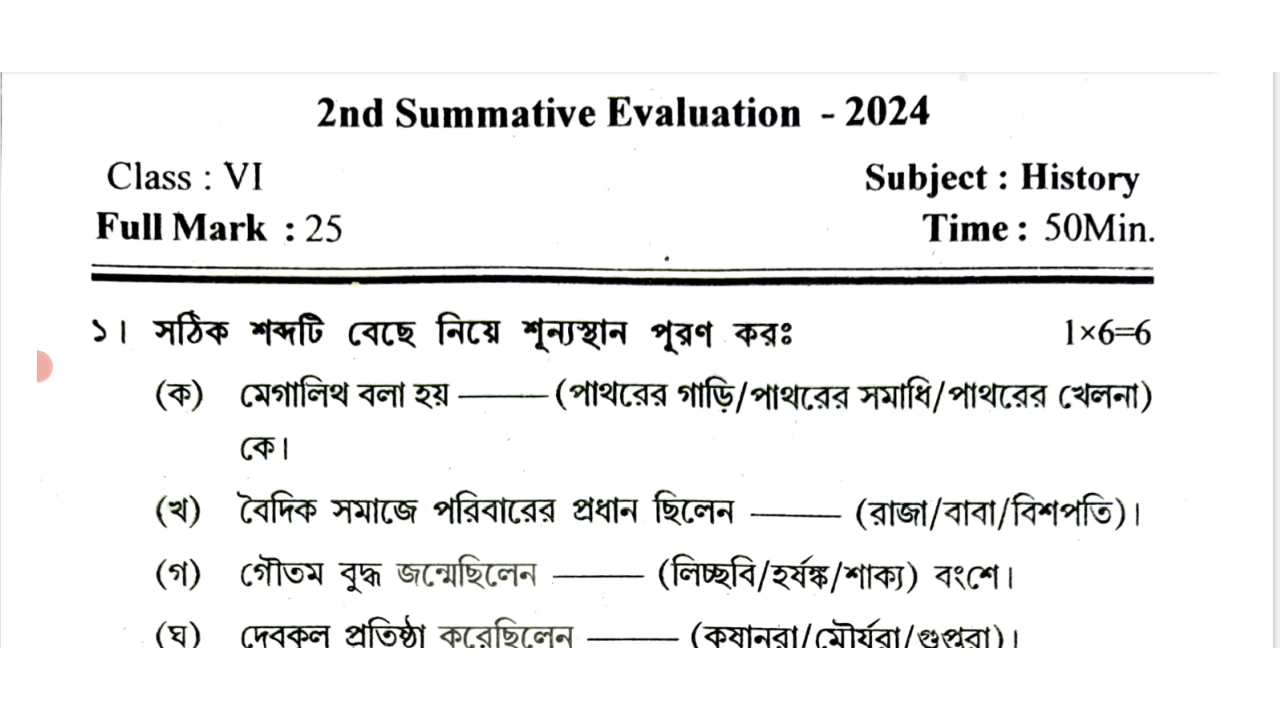 2nd Summative Evaluation - 2024
Class : VI
Subject : History
Full Mark : 25
Time : 50Min.
১। সঠিক শব্দটি বেছে নিয়ে শূন্যস্থান পূরণ করঃ 1×6=6
(ক) মেগালিথ বলা হয় ——— (পাথরের গাড়ি/পাথরের সমাধি/পাথরের খেলনা)
কে।
(খ) বৈদিক সমাজে পরিবারের প্রধান ছিলেন ——— (রাজা/বাবা/বিশপতি)।
(গ) গৌতম বুদ্ধ জন্মেছিলেন ——— (লিচ্ছবি/হর্ষঙ্ক/শাক্য) বংশে।
(ঘ) দেবকুল প্রতিষ্ঠা করেছিলেন ——— (কুষানরা/মৌর্যরা/গুপ্তরা)।